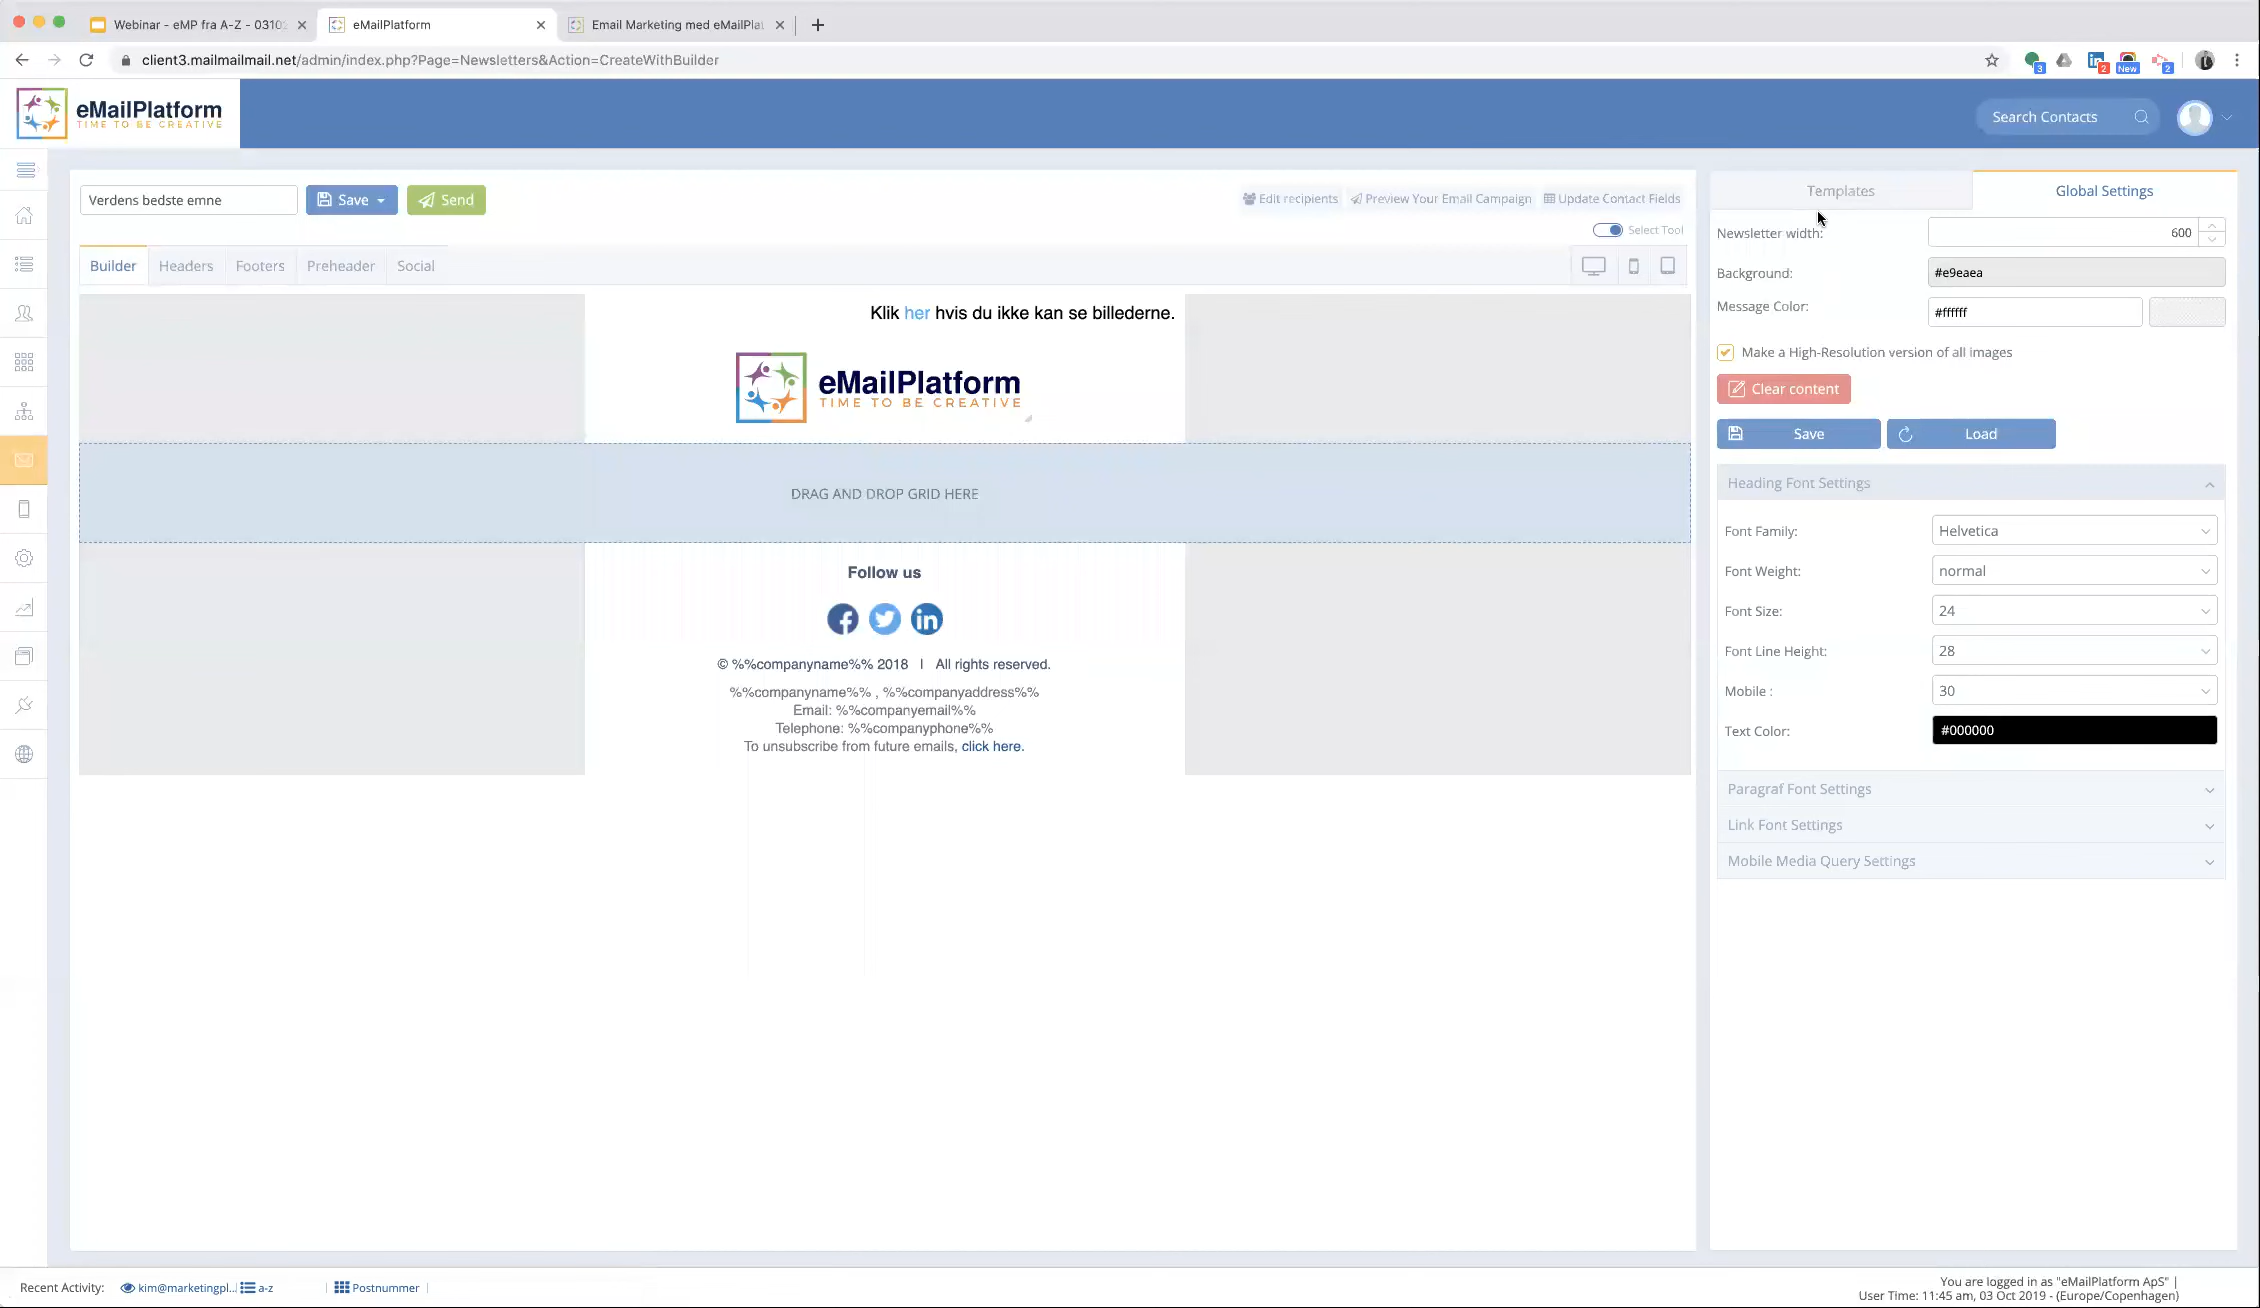 Webinar - eMP fra A-Z - 0310
eMailPlatform
Email Marketing med eMailPla
client3.mailmailmail.net/admin/index.php?Page=Newsletters&Action=CreateWithBuilder
3
2
New
2
eMailPlatform
TIME TO BE CREATIVE
Search Contacts
Verdens bedste emne
Save
Send
Edit recipients
Preview Your Email Campaign
Update Contact Fields
Select Tool
Builder
Headers
Footers
Preheader
Social
Klik her hvis du ikke kan se billederne.
eMailPlatform
TIME TO BE CREATIVE
DRAG AND DROP GRID HERE
Follow us
© %%companyname%% 2018 | All rights reserved.
%%companyname%% , %%companyaddress%%
Email: %%companyemail%%
Telephone: %%companyphone%%
To unsubscribe from future emails, click here.
Templates
Global Settings
Newsletter width:
600
Background:
#e9eaea
Message Color:
#ffffff
Make a High-Resolution version of all images
Clear content
Save
Load
Heading Font Settings
Font Family:
Helvetica
Font Weight:
normal
Font Size:
24
Font Line Height:
28
Mobile :
30
Text Color:
#000000
Paragraf Font Settings
Link Font Settings
Mobile Media Query Settings
Recent Activity:
kim@marketingpl...
a-z
Postnummer
You are logged in as "eMailPlatform ApS" |
User Time: 11:45 am, 03 Oct 2019 - (Europe/Copenhagen)